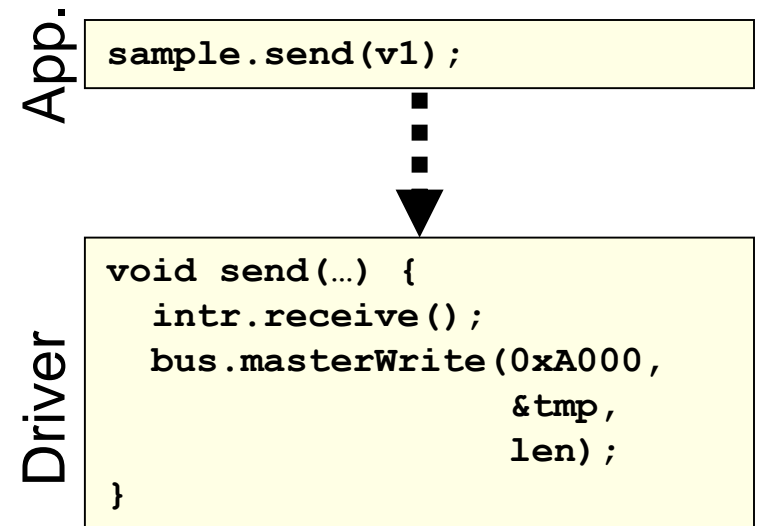 App.
sample.send(v1);
Driver
void send(…) {
intr.receive();
bus.masterWrite(0xA000,
&tmp,
len);
}